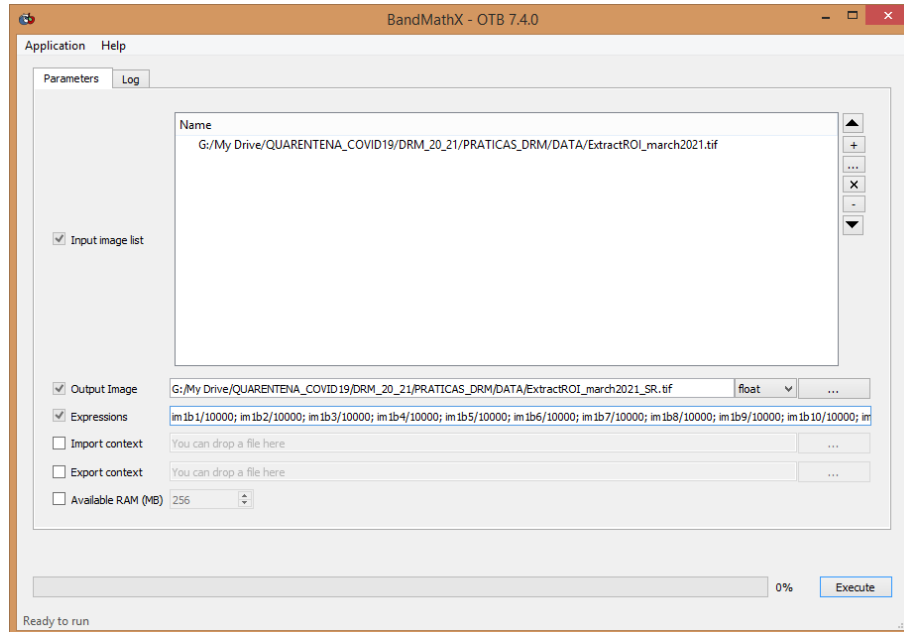 BandMathX - OTB 7.4.0
Application Help
Parameters Log
Name
G:/My Drive/QUARENTENA_COVID19/DRM_20_21/PRATICAS_DRM/DATA/ExtractROI_march2021.tif
+
...
x
-
Input image list
Output Image G:/My Drive/QUARENTENA_COVID19/DRM_20_21/PRATICAS_DRM/DATA/ExtractROI_march2021_SR.tif float ...
Expressions im1b1/10000; im1b2/10000; im1b3/10000; im1b4/10000; im1b5/10000; im1b6/10000; im1b7/10000; im1b8/10000; im1b9/10000; im1b10/10000; im
Import context You can drop a file here ...
Export context You can drop a file here ...
Available RAM (MB) 256
0% Execute
Ready to run